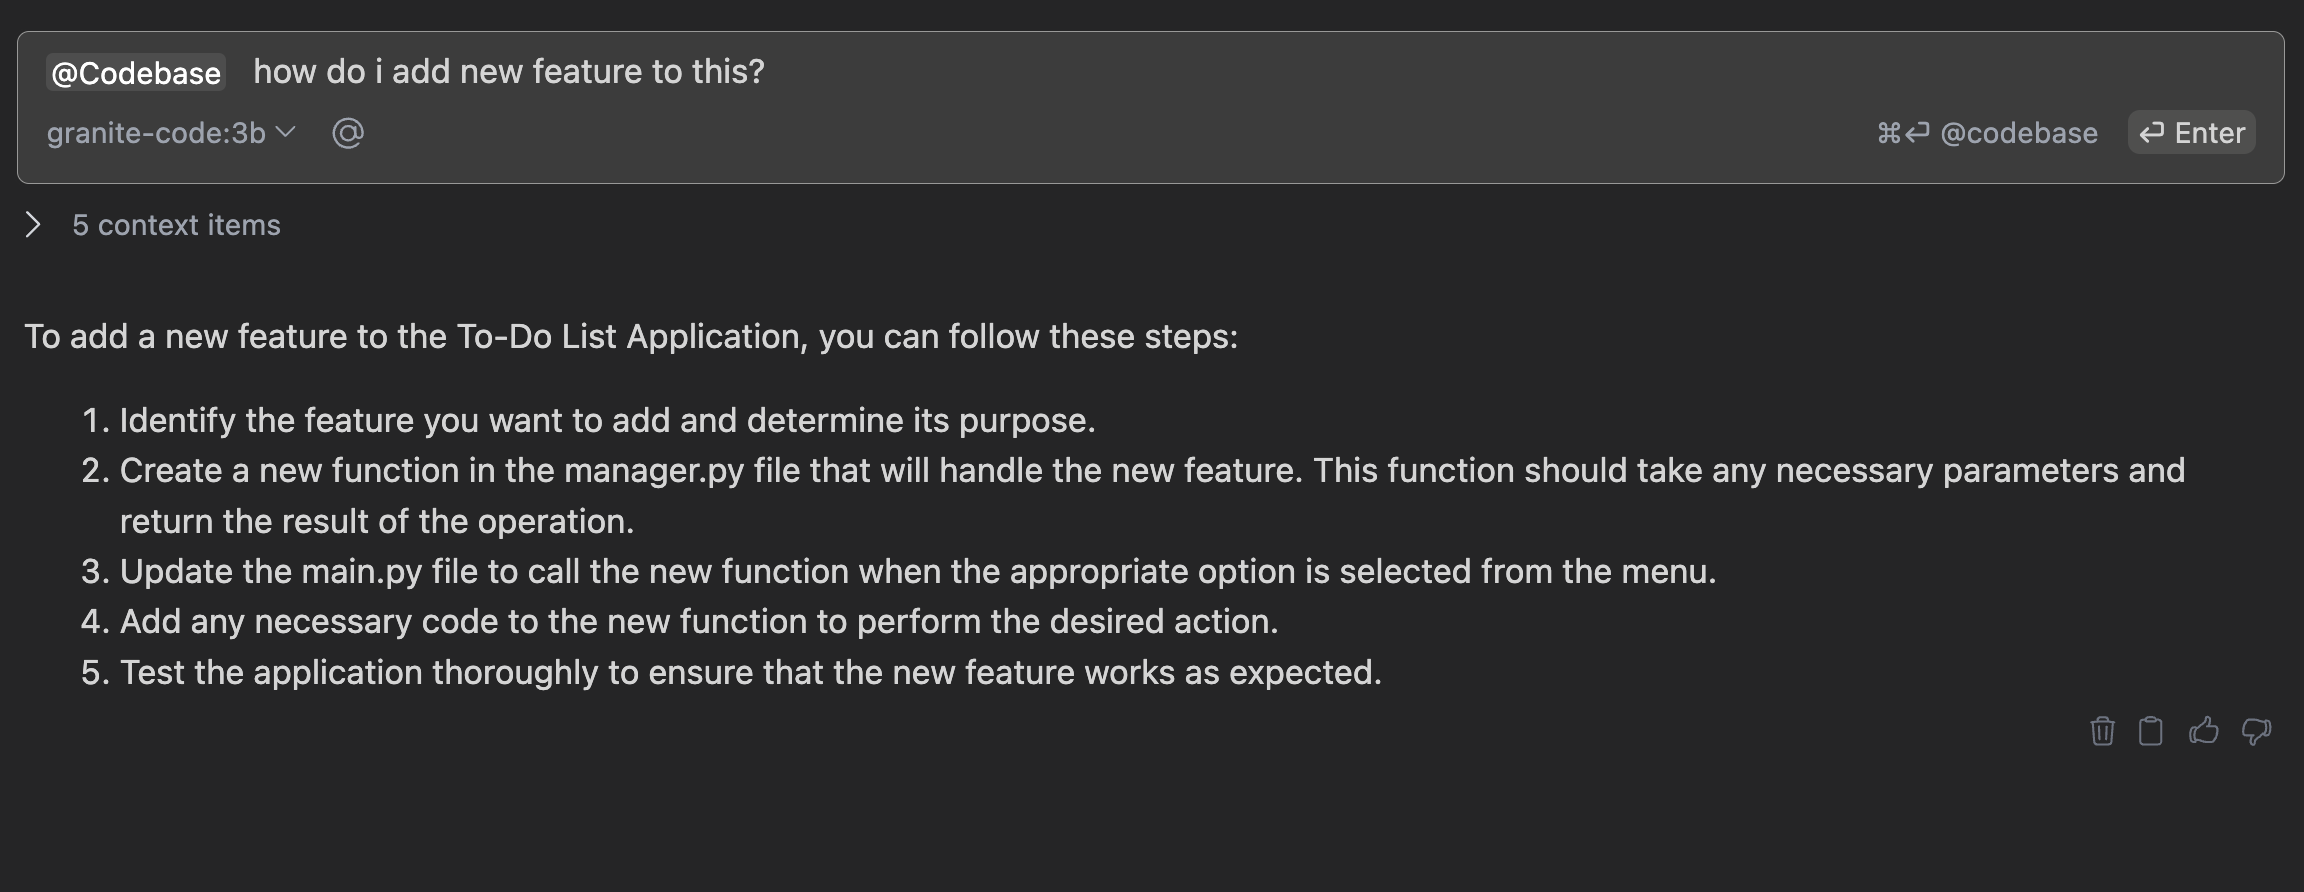 @Codebase how do i add new feature to this?
granite-code:3b @ ⌘⏎ @codebase ⏎ Enter
5 context items
To add a new feature to the To-Do List Application, you can follow these steps:
1. Identify the feature you want to add and determine its purpose.
2. Create a new function in the manager.py file that will handle the new feature. This function should take any necessary parameters and
return the result of the operation.
3. Update the main.py file to call the new function when the appropriate option is selected from the menu.
4. Add any necessary code to the new function to perform the desired action.
5. Test the application thoroughly to ensure that the new feature works as expected.